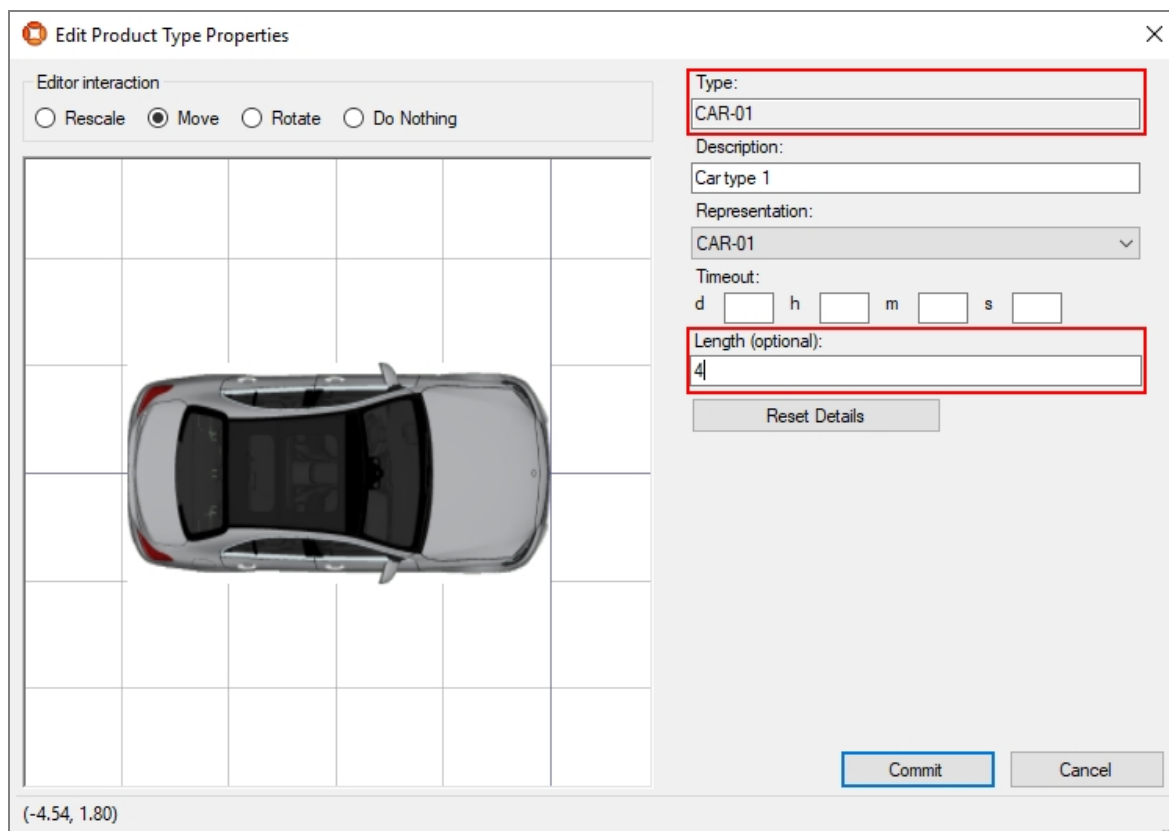 Edit Product Type Properties
Editor interaction
Rescale Move Rotate Do Nothing
Type:
CAR-01
Description:
Car type 1
Representation:
CAR-01
Timeout:
d h m s
Length (optional):
4
Reset Details
Commit Cancel
(-4.54, 1.80)